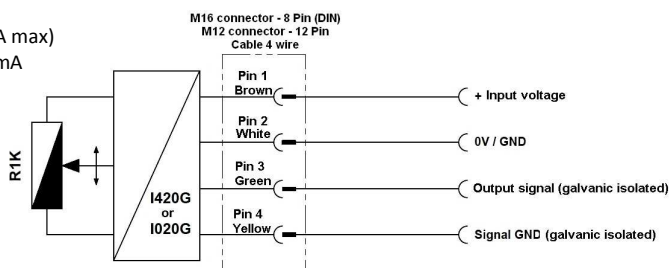 M16 connector - 8 Pin (DIN)
M12 connector - 12 Pin
Cable 4 wire
A max)
mA
Pin 1
Brown
+ Input voltage
Pin 2
White
0V / GND
R1K
Pin 3
Green
Output signal (galvanic isolated)
I420G
or
I020G
Pin 4
Yellow
Signal GND (galvanic isolated)